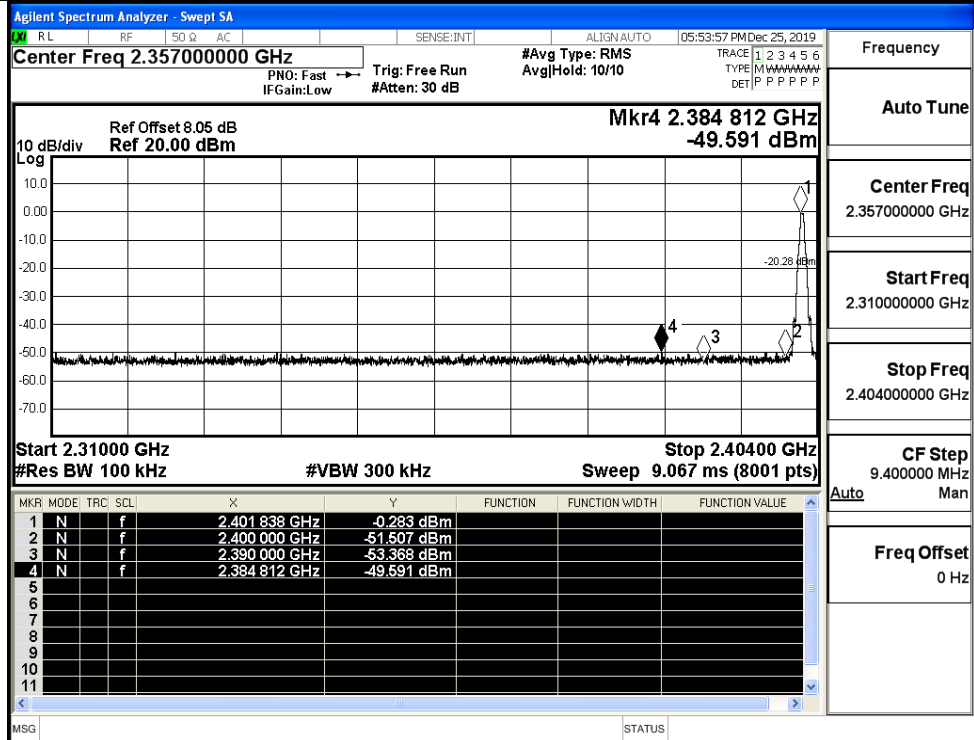 Agilent Spectrum Analyzer - Swept SA
LXI RL RF 50 Ω AC SENSE:INT ALIGNAUTO 05:53:57 PM Dec 25, 2019
Center Freq 2.357000000 GHz
PNO: Fast
IFGain:Low
Trig: Free Run
#Atten: 30 dB
#Avg Type: RMS
Avg|Hold: 10/10
TRACE 1 2 3 4 5 6
TYPE M W W W W W
DET P P P P P P
Frequency
Auto Tune
Center Freq
2.357000000 GHz
Start Freq
2.310000000 GHz
Stop Freq
2.404000000 GHz
CF Step
9.400000 MHz
Auto Man
Freq Offset
0 Hz
Mkr4 2.384 812 GHz
-49.591 dBm
Ref Offset 8.05 dB
10 dB/div Ref 20.00 dBm
Log
10.0
0.00
-10.0
-20.0
-30.0
-40.0
-50.0
-60.0
-70.0
1
-20.28 dBm
4
3
2
Start 2.31000 GHz Stop 2.40400 GHz
#Res BW 100 kHz #VBW 300 kHz Sweep 9.067 ms (8001 pts)
MKR MODE TRC SCL X Y FUNCTION FUNCTION WIDTH FUNCTION VALUE
1 N f 2.401 838 GHz -0.283 dBm
2 N f 2.400 000 GHz -51.507 dBm
3 N f 2.390 000 GHz -53.368 dBm
4 N f 2.384 812 GHz -49.591 dBm
5
6
7
8
9
10
11
MSG STATUS